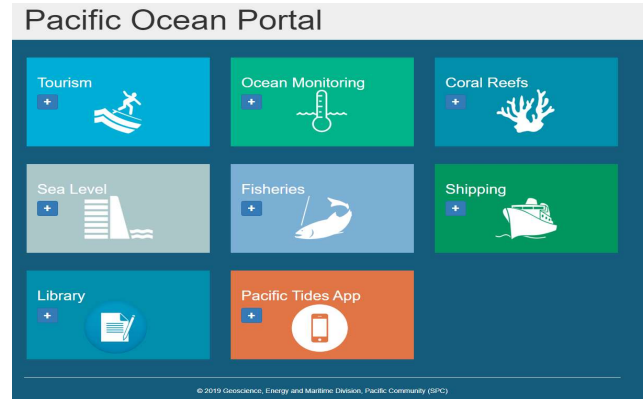 Pacific Ocean Portal
Tourism
+
Ocean Monitoring
+
Coral Reefs
+
Sea Level
+
Fisheries
+
Shipping
+
Library
+
Pacific Tides App
+
© 2019 Geoscience, Energy and Maritime Division, Pacific Community (SPC)